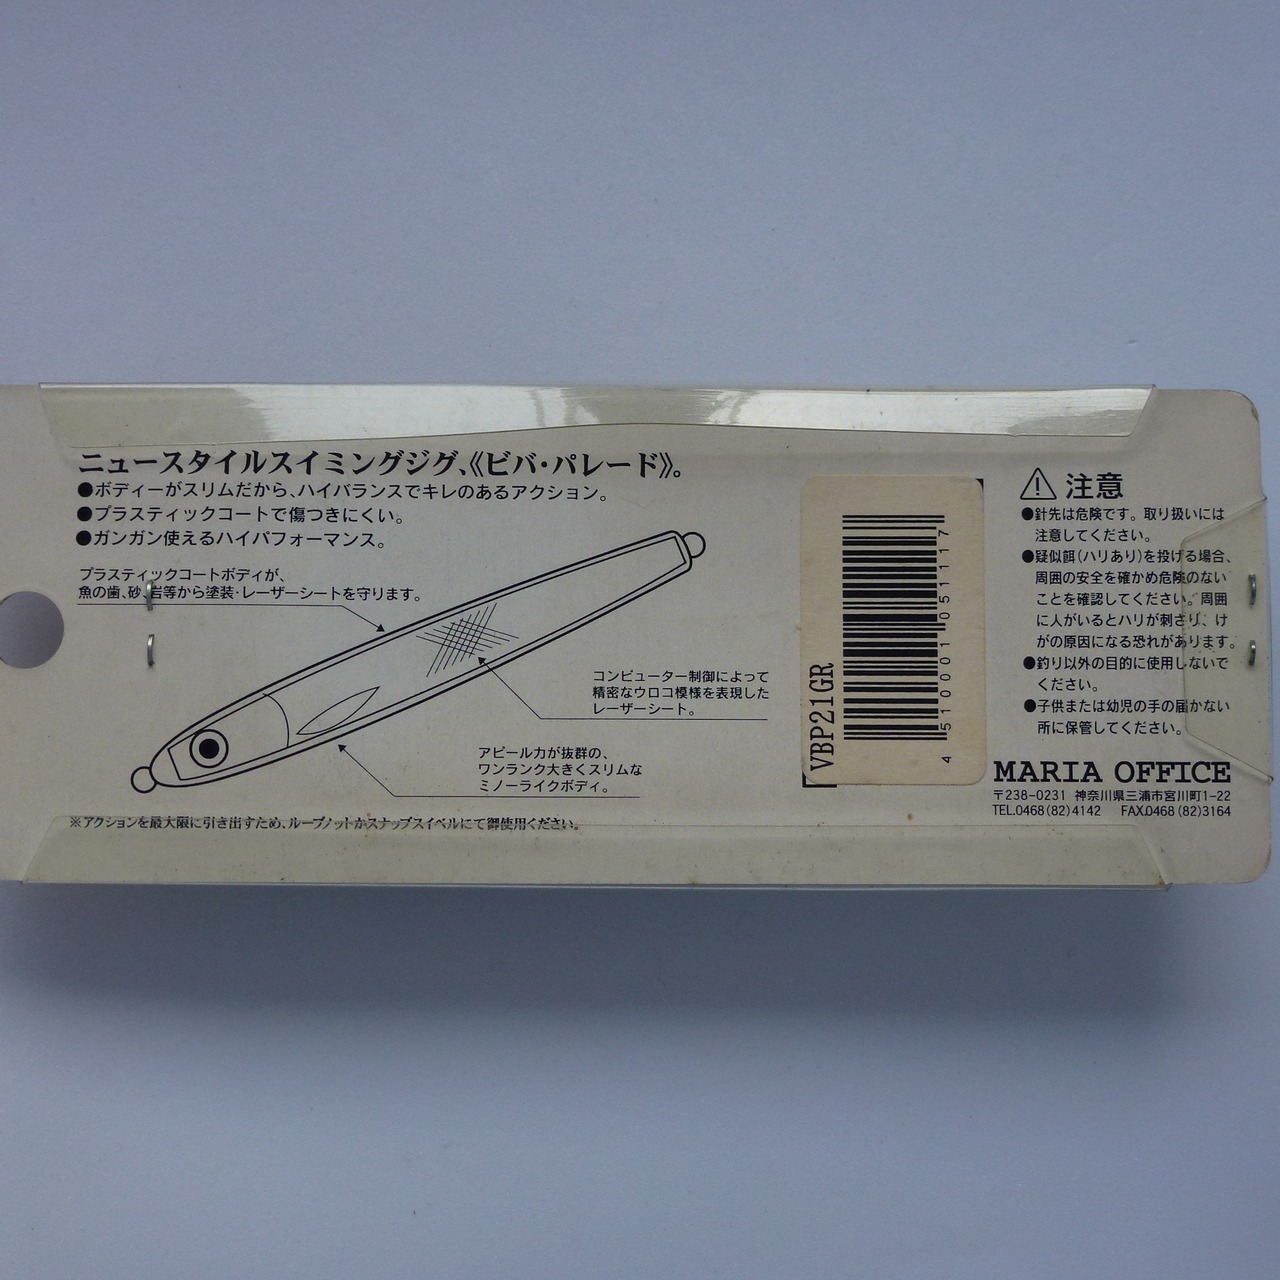 ニュースタイルスイミングジグ、《ビバ・パレード》。
●ボディーがスリムだから、ハイバランスでキレのあるアクション。
●プラスティックコートで傷つきにくい。
●ガンガン使えるハイパフォーマンス。
プラスティックコートボディが、
魚の歯、砂、岩等から塗装・レーザーシートを守ります。
コンピューター制御によって
精密なウロコ模様を表現した
レーザーシート。
アピール力が抜群の、
ワンランク大きくスリムな
ミノーライクボディ。
※アクションを最大限に引き出すため、ループノットかスナップスイベルにて御使用ください。
VBP21GR
4 510001 051117
注意
●針先は危険です。取り扱いには
注意してください。
●疑似餌(ハリあり)を投げる場合、
周囲の安全を確かめ危険のない
ことを確認してください。周囲
に人がいるとハリが刺さり、け
がの原因になる恐れがあります。
●釣り以外の目的に使用しないで
ください。
●子供または幼児の手の届かない
所に保管してください。
MARIA OFFICE
〒238-0231 神奈川県三浦市宮川町1-22
TEL.0468(82)4142 FAX.0468(82)3164